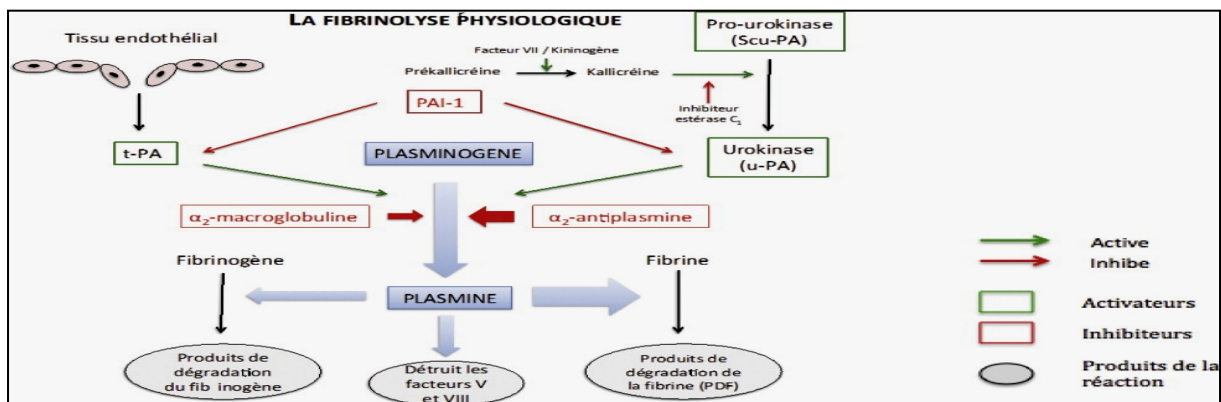 LA FIBRINOLYSE PHYSIOLOGIQUE
Tissu endothélial
Pro-urokinase
(Scu-PA)
Facteur VII / Kininogène
Prékallicréine
Kallicréine
PAI-1
Inhibiteur
estérase C₁
t-PA
PLASMINOGENE
Urokinase
(u-PA)
α₂-macroglobuline
α₂-antiplasmine
Fibrinogène
Fibrine
PLASMINE
Produits de
dégradation
du fib inogène
Détruit les
facteurs V
et VIII
Produits de
dégradation de
la fibrine (PDF)
Active
Inhibe
Activateurs
Inhibiteurs
Produits de la
réaction